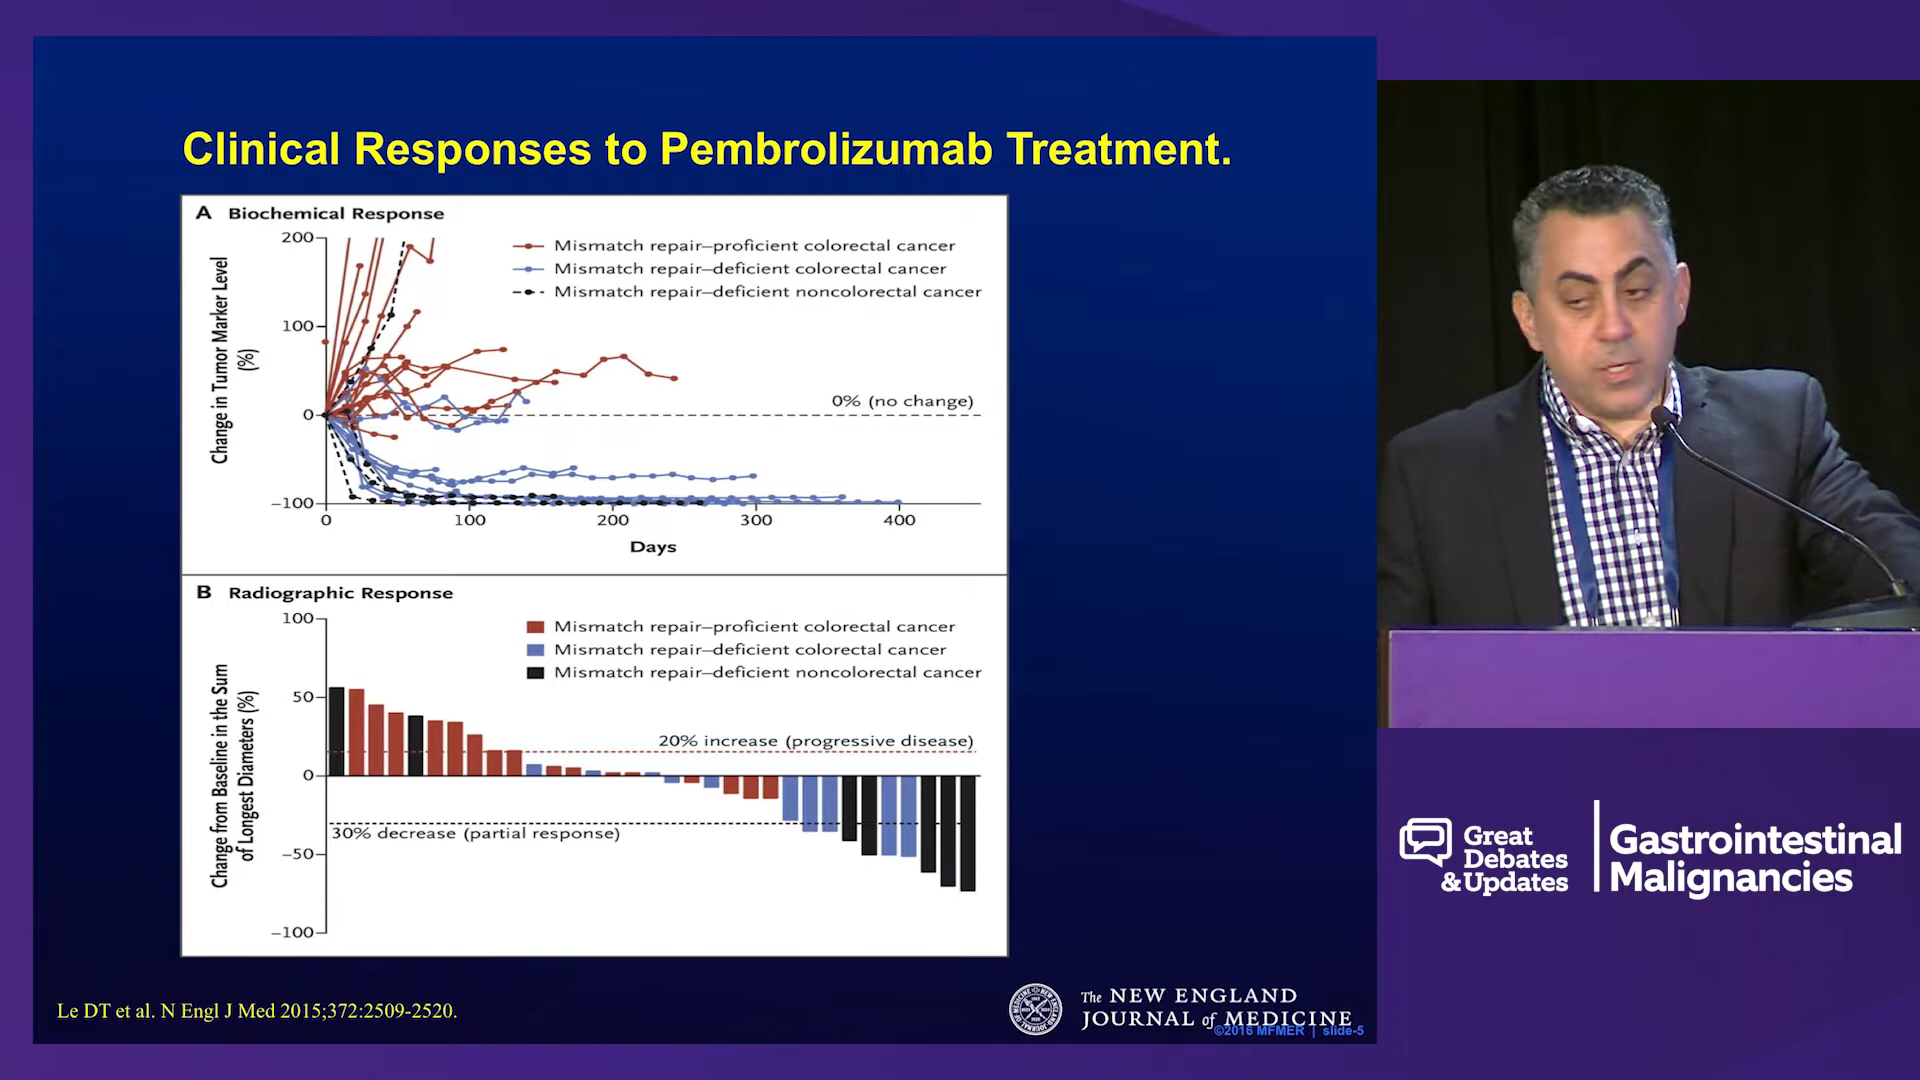 Clinical Responses to Pembrolizumab Treatment.
A Biochemical Response
Change in Tumor Marker Level
(%)
200
100
0
−100
Mismatch repair–proficient colorectal cancer
Mismatch repair–deficient colorectal cancer
Mismatch repair–deficient noncolorectal cancer
0% (no change)
0 100 200 300 400
Days
B Radiographic Response
Change from Baseline in the Sum
of Longest Diameters (%)
100
50
0
−50
−100
Mismatch repair–proficient colorectal cancer
Mismatch repair–deficient colorectal cancer
Mismatch repair–deficient noncolorectal cancer
20% increase (progressive disease)
30% decrease (partial response)
Le DT et al. N Engl J Med 2015;372:2509-2520.
The NEW ENGLAND
JOURNAL of MEDICINE
©2016 MFMER | slide-5
Great
Debates
& Updates
Gastrointestinal
Malignancies